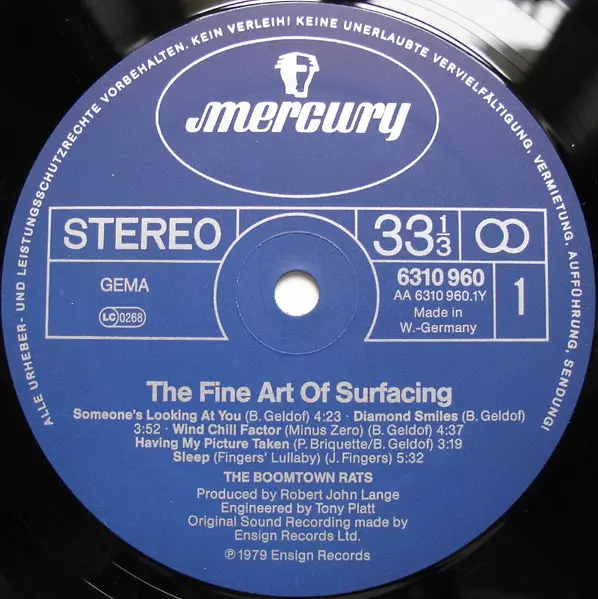 ALLE URHEBER- UND LEISTUNGSSCHUTZRECHTE VORBEHALTEN. KEIN VERLEIH! KEINE UNERLAUBTE VERVIELFÄLTIGUNG, VERMIETUNG, AUFFÜHRUNG, SENDUNG!
mercury
STEREO
33 1/3
GEMA
LC 0268
6310 960
AA 6310 960.1Y
Made in
W.-Germany
1
The Fine Art Of Surfacing
Someone's Looking At You (B. Geldof) 4:23 · Diamond Smiles (B. Geldof)
3:52 · Wind Chill Factor (Minus Zero) (B. Geldof) 4:37
Having My Picture Taken (P. Briquette/B. Geldof) 3:19
Sleep (Fingers' Lullaby) (J. Fingers) 5:32
THE BOOMTOWN RATS
Produced by Robert John Lange
Engineered by Tony Platt
Original Sound Recording made by
Ensign Records Ltd.
℗ 1979 Ensign Records